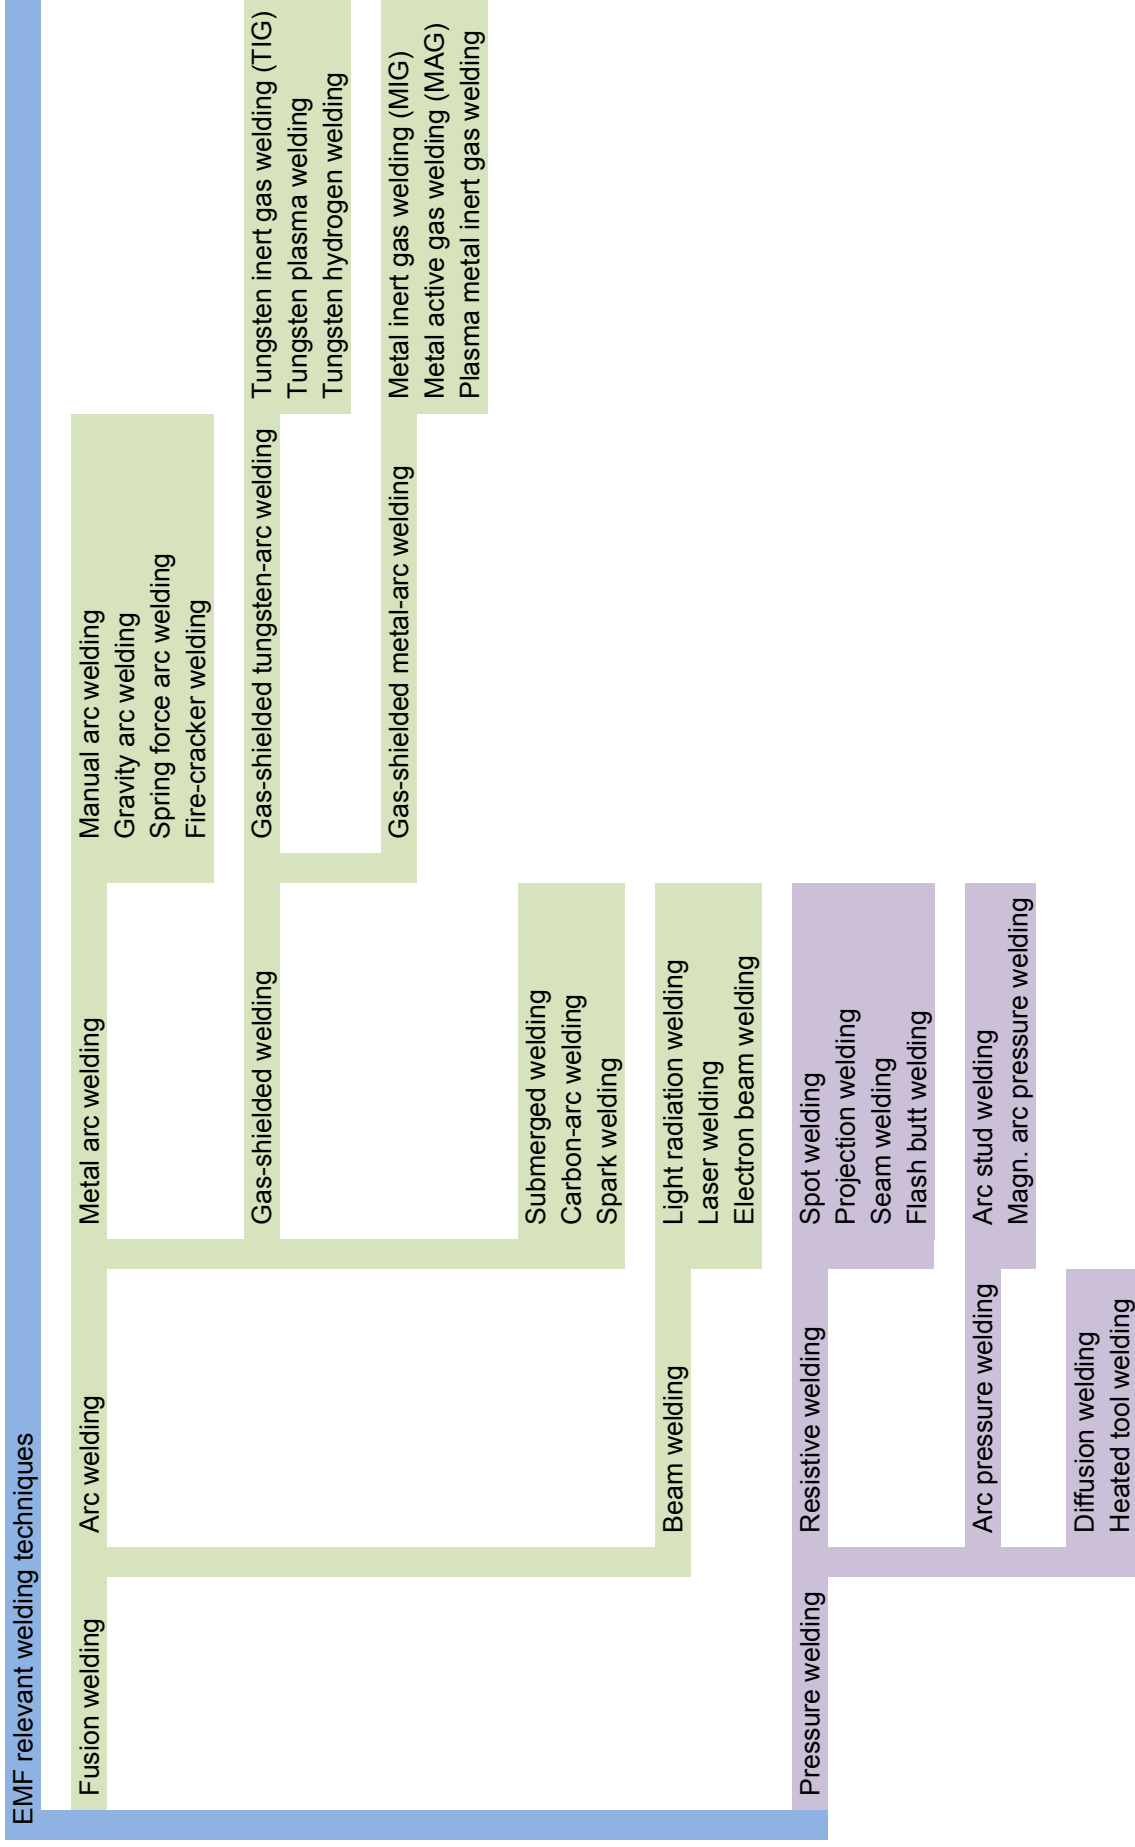 EMF relevant welding techniques
Fusion welding
Arc welding
Metal arc welding
Manual arc welding
Gravity arc welding
Spring force arc welding
Fire-cracker welding
Gas-shielded welding
Gas-shielded tungsten-arc welding
Tungsten inert gas welding (TIG)
Tungsten plasma welding
Tungsten hydrogen welding
Gas-shielded metal-arc welding
Metal inert gas welding (MIG)
Metal active gas welding (MAG)
Plasma metal inert gas welding
Submerged welding
Carbon-arc welding
Spark welding
Beam welding
Light radiation welding
Laser welding
Electron beam welding
Pressure welding
Resistive welding
Spot welding
Projection welding
Seam welding
Flash butt welding
Arc pressure welding
Arc stud welding
Magn. arc pressure welding
Diffusion welding
Heated tool welding